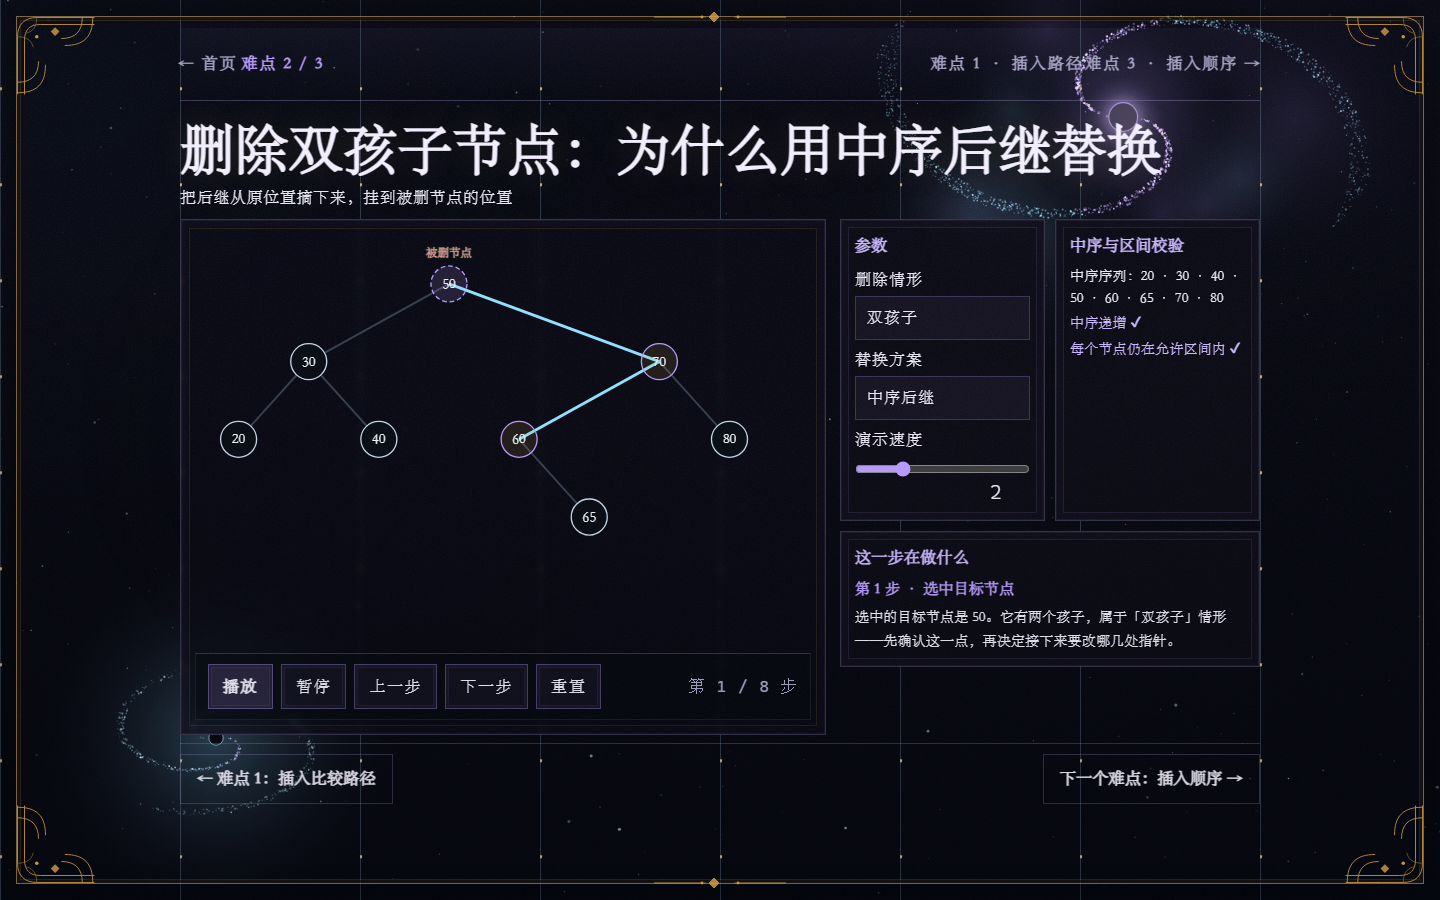 ← 首页 难点 2 / 3
难点 1 · 插入路径难点 3 · 插入顺序 →
删除双孩子节点：为什么用中序后继替换
把后继从原位置摘下来，挂到被删节点的位置
被删节点
50
30
70
20
40
60
80
65
播放
暂停
上一步
下一步
重置
第 1 / 8 步
参数
删除情形
双孩子
替换方案
中序后继
演示速度
2
中序与区间校验
中序序列：20 · 30 · 40 ·
50 · 60 · 65 · 70 · 80
中序递增 ✓
每个节点仍在允许区间内 ✓
这一步在做什么
第 1 步 · 选中目标节点
选中的目标节点是 50。它有两个孩子，属于「双孩子」情形
——先确认这一点，再决定接下来要改哪几处指针。
← 难点 1：插入比较路径
下一个难点：插入顺序 →